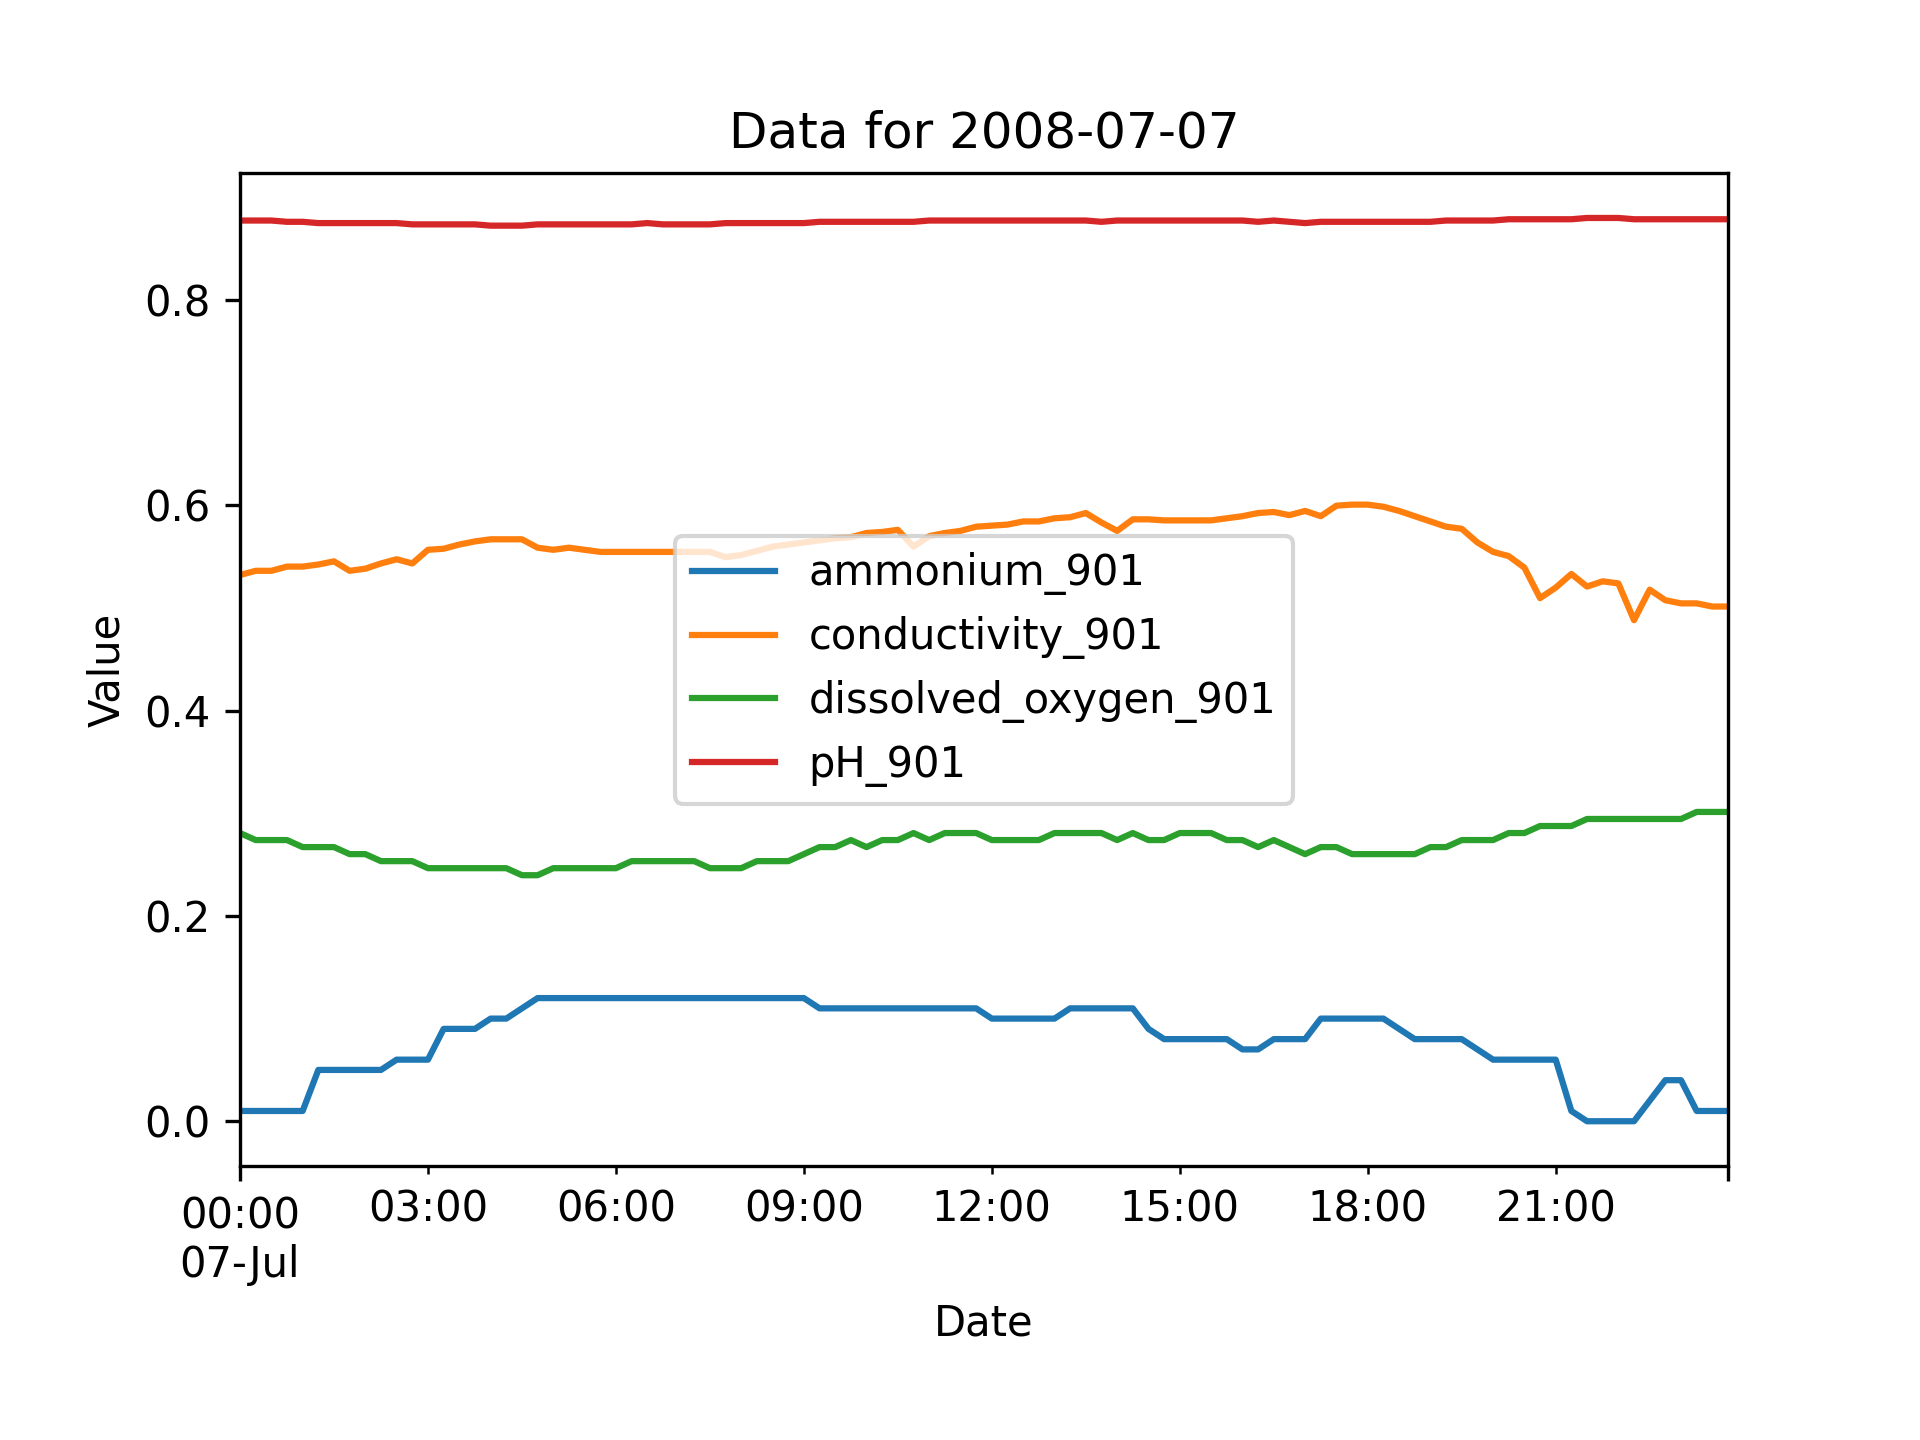 Data for 2008-07-07
0.8
0.6
0.4
0.2
0.0
Value
ammonium_901
conductivity_901
dissolved_oxygen_901
pH_901
00:00 03:00 06:00 09:00 12:00 15:00 18:00 21:00
07-Jul
Date